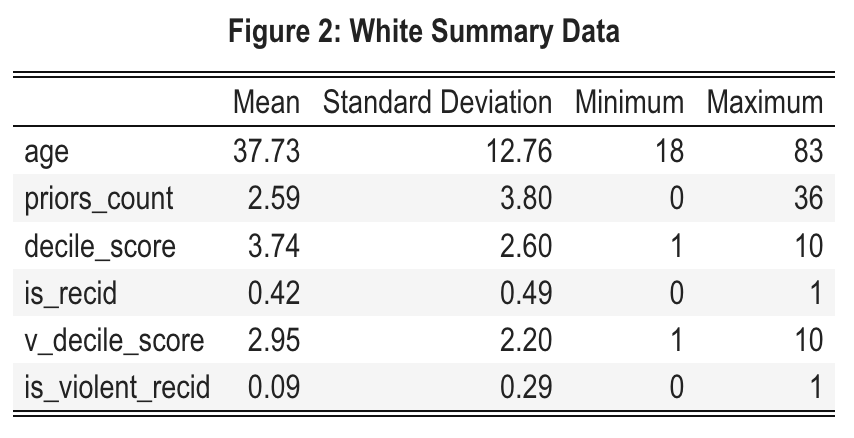 Figure 2: White Summary Data
Mean Standard Deviation Minimum Maximum
age 37.73 12.76 18 83
priors_count 2.59 3.80 0 36
decile_score 3.74 2.60 1 10
is_recid 0.42 0.49 0 1
v_decile_score 2.95 2.20 1 10
is_violent_recid 0.09 0.29 0 1